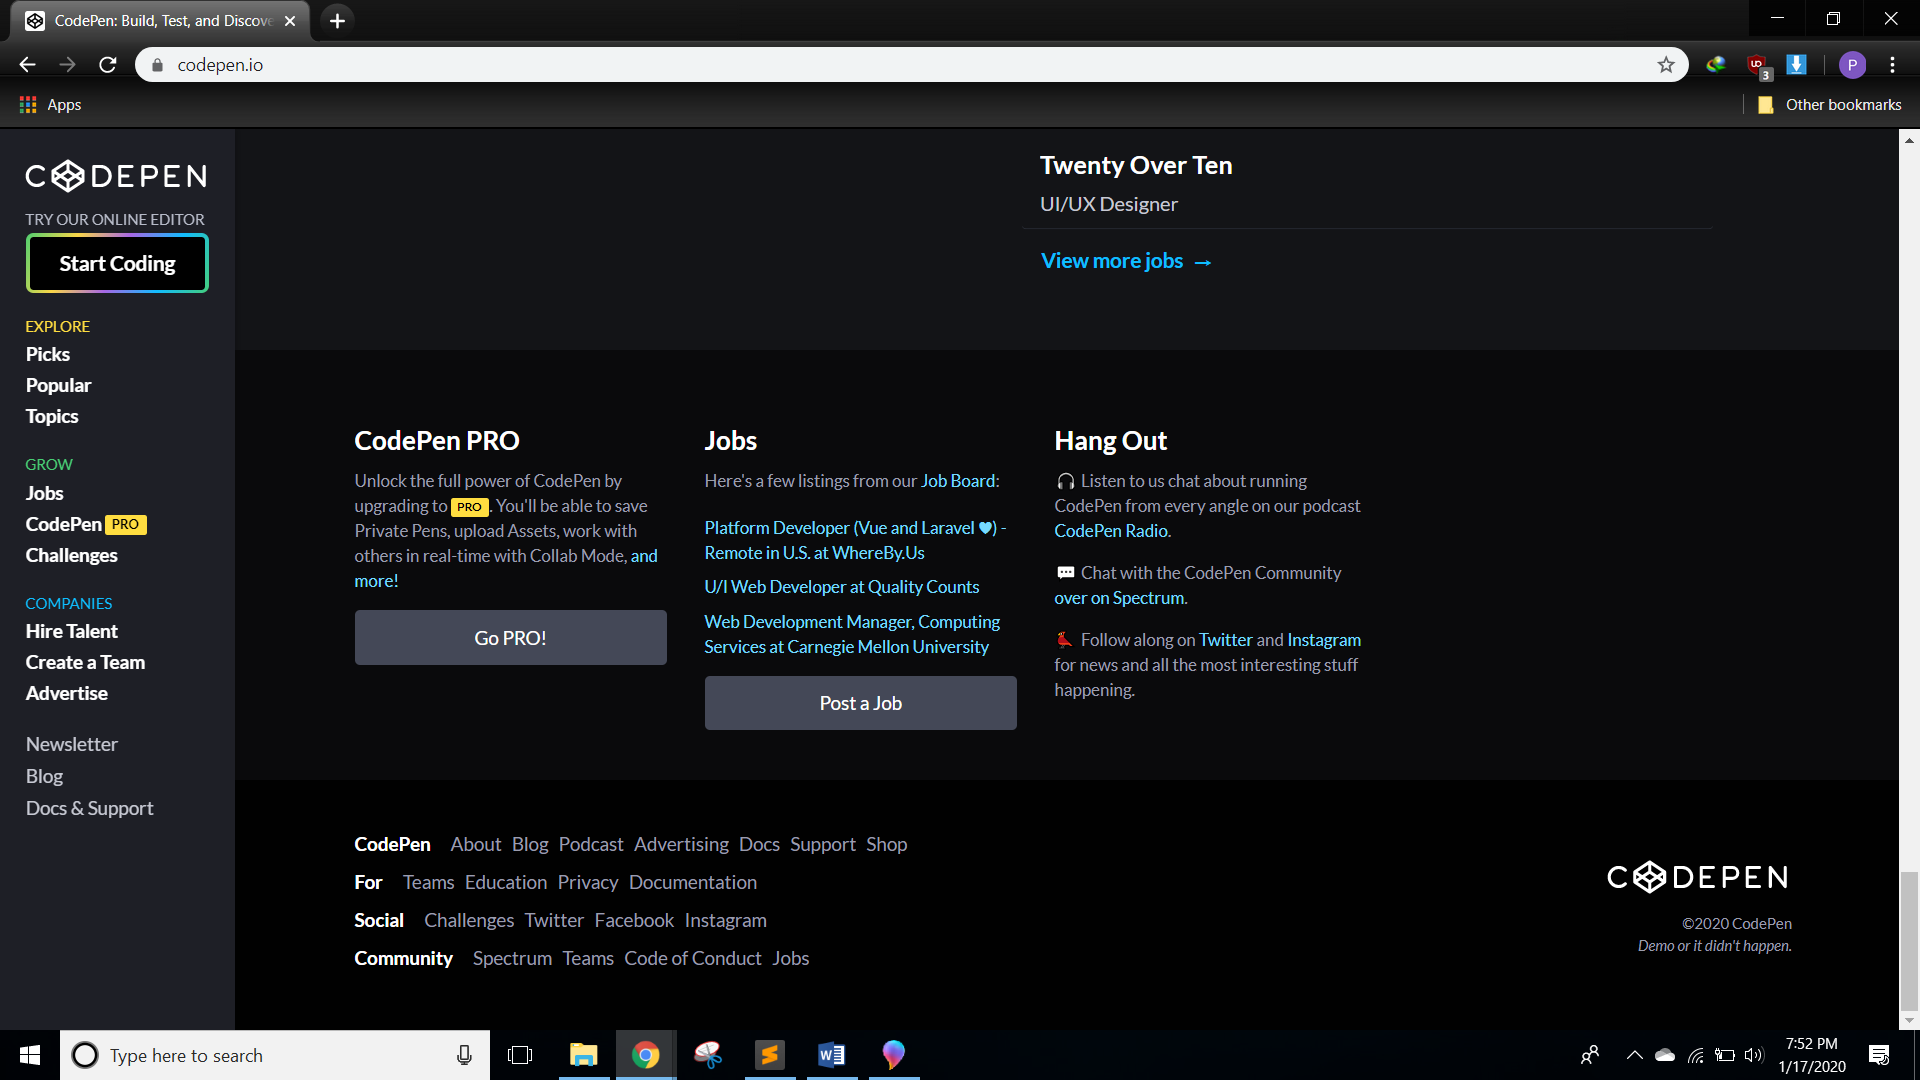 CodePen: Build, Test, and Discove
codepen.io
UD
3
P
Apps
Other bookmarks
CODEPEN
TRY OUR ONLINE EDITOR
Start Coding
EXPLORE
Picks
Popular
Topics
GROW
Jobs
CodePen PRO
Challenges
COMPANIES
Hire Talent
Create a Team
Advertise
Newsletter
Blog
Docs & Support
Twenty Over Ten
UI/UX Designer
View more jobs →
CodePen PRO
Unlock the full power of CodePen by
upgrading to PRO. You'll be able to save
Private Pens, upload Assets, work with
others in real-time with Collab Mode, and
more!
Go PRO!
Jobs
Here's a few listings from our Job Board:
Platform Developer (Vue and Laravel ♥) -
Remote in U.S. at WhereBy.Us
U/I Web Developer at Quality Counts
Web Development Manager, Computing
Services at Carnegie Mellon University
Post a Job
Hang Out
🎧 Listen to us chat about running
CodePen from every angle on our podcast
CodePen Radio.
💬 Chat with the CodePen Community
over on Spectrum.
Follow along on Twitter and Instagram
for news and all the most interesting stuff
happening.
CodePen About Blog Podcast Advertising Docs Support Shop
For Teams Education Privacy Documentation
Social Challenges Twitter Facebook Instagram
Community Spectrum Teams Code of Conduct Jobs
CODEPEN
©2020 CodePen
Demo or it didn't happen.
Type here to search
7:52 PM
1/17/2020